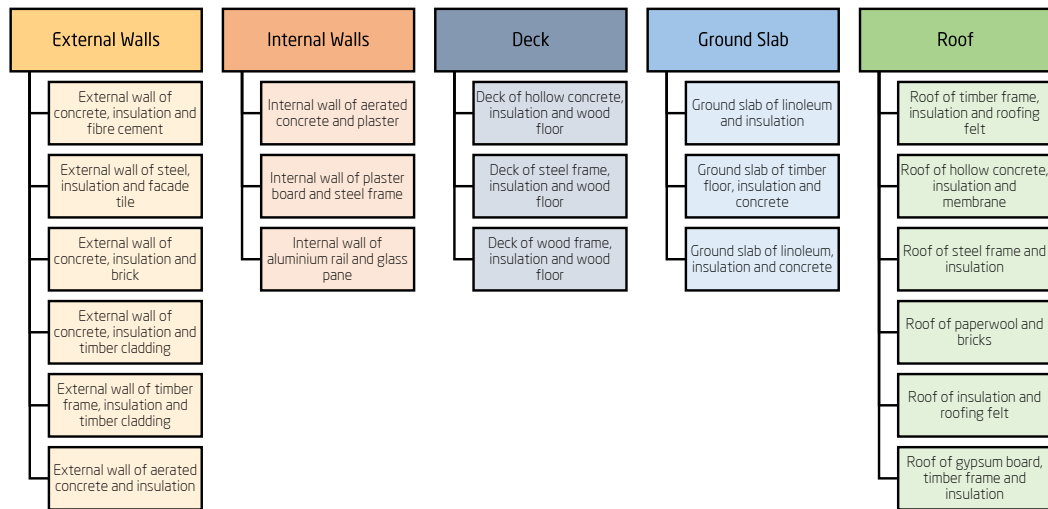 External Walls
External wall of
concrete, insulation and
fibre cement
External wall of steel,
insulation and facade
tile
External wall of
concrete, insulation and
brick
External wall of
concrete, insulation and
timber cladding
External wall of timber
frame, insulation and
timber cladding
External wall of aerated
concrete and insulation
Internal Walls
Internal wall of aerated
concrete and plaster
Internal wall of plaster
board and steel frame
Internal wall of
aluminium rail and glass
pane
Deck
Deck of hollow concrete,
insulation and wood
floor
Deck of steel frame,
insulation and wood
floor
Deck of wood frame,
insulation and wood
floor
Ground Slab
Ground slab of linoleum
and insulation
Ground slab of timber
floor, insulation and
concrete
Ground slab of linoleum,
insulation and concrete
Roof
Roof of timber frame,
insulation and roofing
felt
Roof of hollow concrete,
insulation and
membrane
Roof of steel frame and
insulation
Roof of paperwool and
bricks
Roof of insulation and
roofing felt
Roof of gypsum board,
timber frame and
insulation